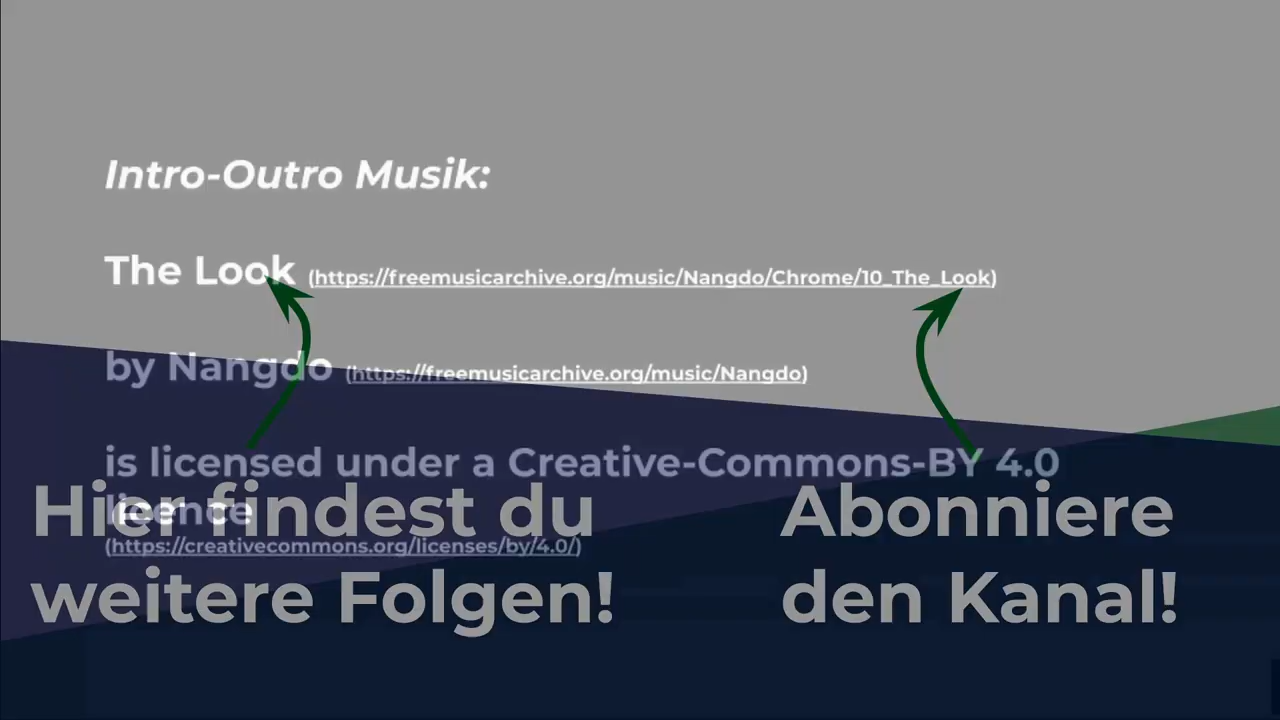 Intro-Outro Musik:
The Look (https://freemusicarchive.org/music/Nangdo/Chrome/10_The_Look)
by Nangdo (https://freemusicarchive.org/music/Nangdo)
is licensed under a Creative-Commons-BY 4.0
licence
(https://creativecommons.org/licenses/by/4.0/)
Hier findest du
weitere Folgen!
Abonniere
den Kanal!